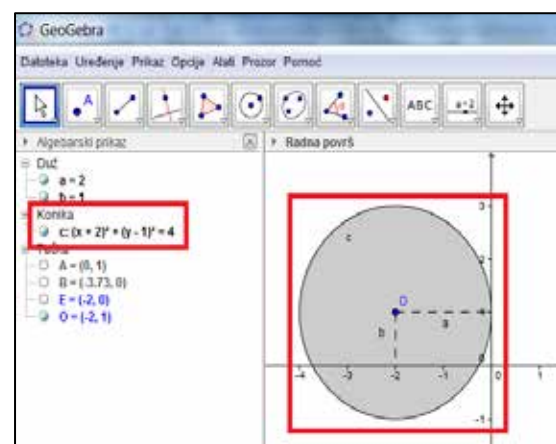 GeoGebra
Datoteka Uređenje Prikaz Opcije Alati Prozor Pomoć
A ABC a=2
Algebarski prikaz
Radna površ
Duž
a = 2
b = 1
Konika
c: (x + 2)² + (y - 1)² = 4
Tačka
A = (0, 1)
B = (-3.73, 0)
E = (-2, 0)
O = (-2, 1)
3
c
O
1
a
b
0
-4 -3 -2 -1 0 1
-1